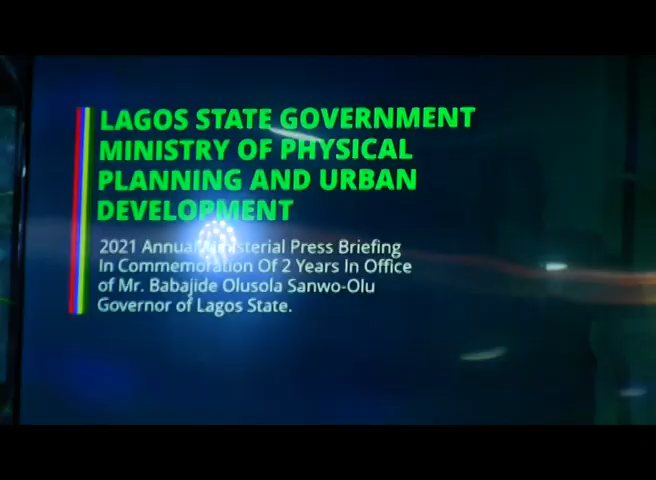 LAGOS STATE GOVERNMENT
MINISTRY OF PHYSICAL
PLANNING AND URBAN
DEVELOPMENT
2021 Annual Ministerial Press Briefing
In Commemoration Of 2 Years In Office
of Mr. Babajide Olusola Sanwo-Olu
Governor of Lagos State.